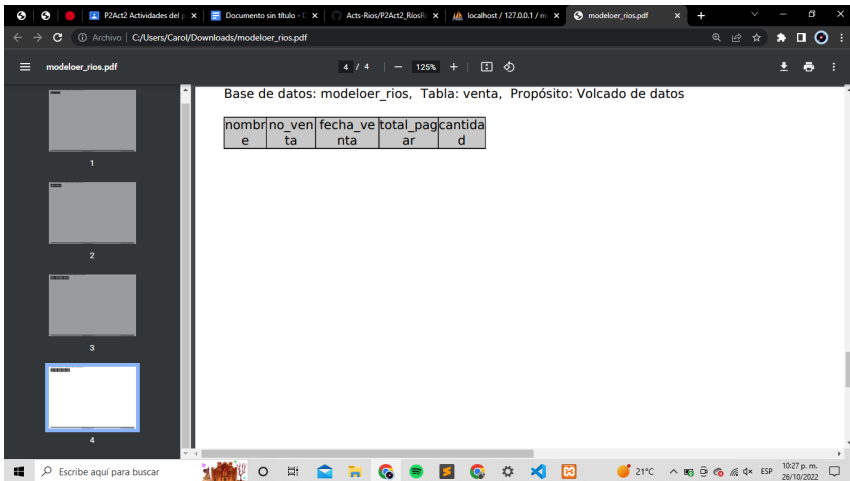 P2Act2 Actividades del p
Documento sin título - D
Acts-Rios/P2Act2_RiosR
localhost / 127.0.0.1 / m
modeloer_rios.pdf
Archivo
C:/Users/Carol/Downloads/modeloer_rios.pdf
modeloer_rios.pdf
4 / 4
125%
1
2
3
4
Base de datos: modeloer_rios, Tabla: venta, Propósito: Volcado de datos
nombr no_ven fecha_ve total_pag cantida
e ta nta ar d
Escribe aquí para buscar
21°C
ESP
10:27 p. m.
26/10/2022